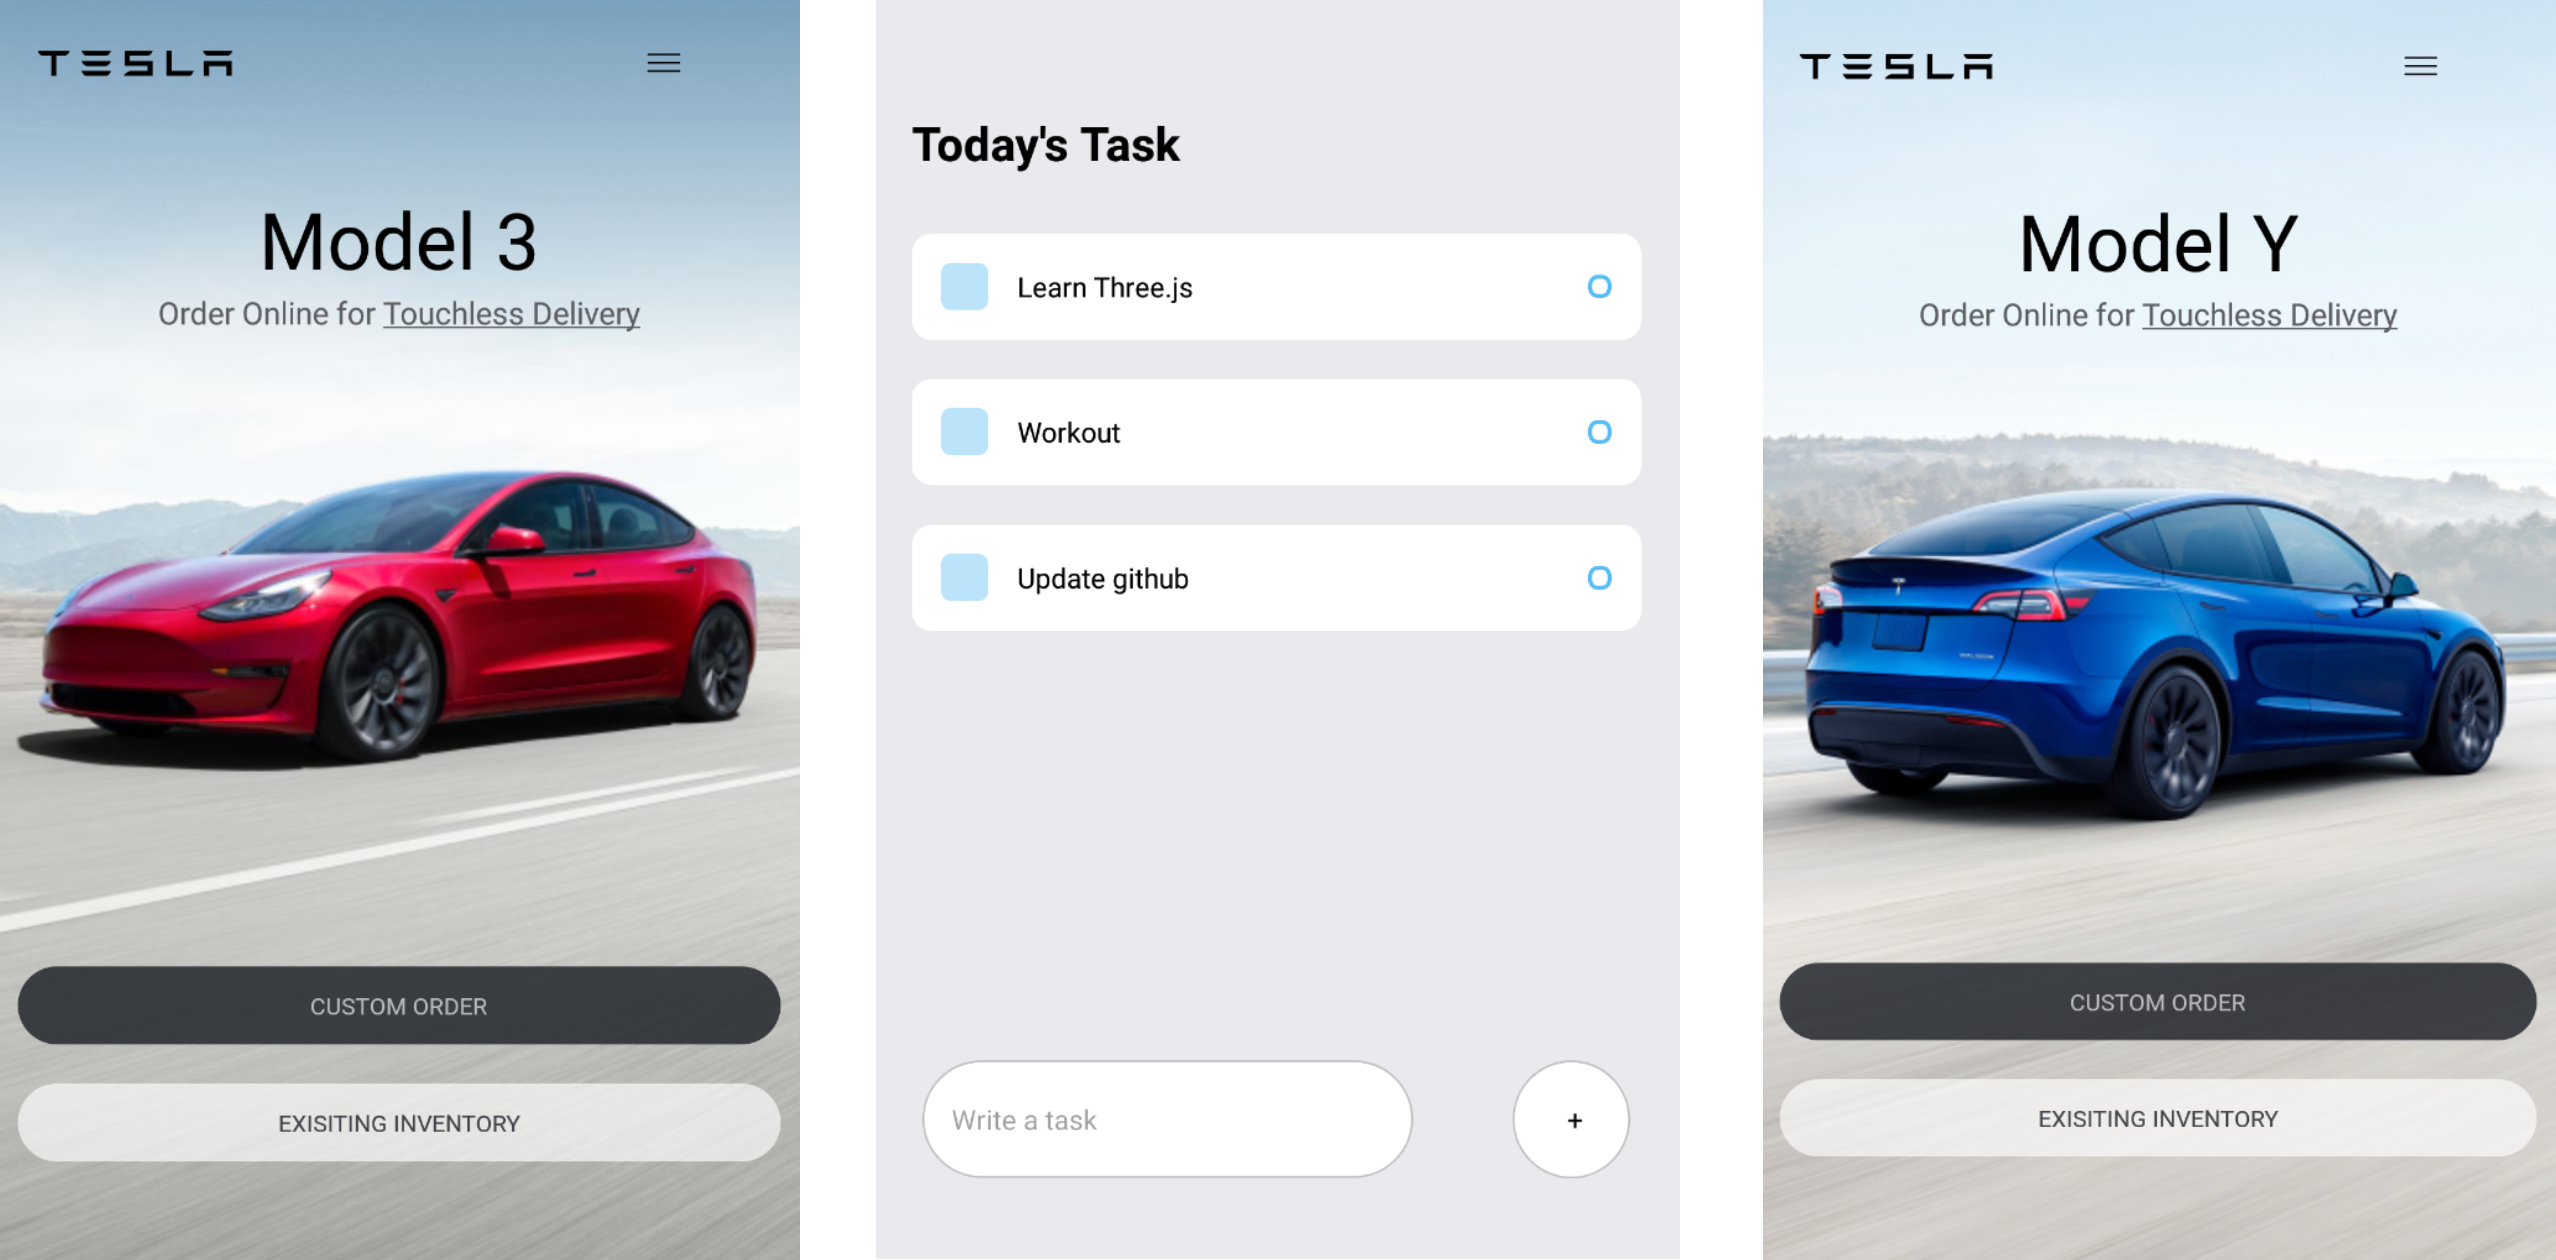 TESLA
Model 3
Order Online for Touchless Delivery
CUSTOM ORDER
EXISITING INVENTORY
Today's Task
Learn Three.js
Workout
Update github
Write a task
+
TESLA
Model Y
Order Online for Touchless Delivery
CUSTOM ORDER
EXISITING INVENTORY